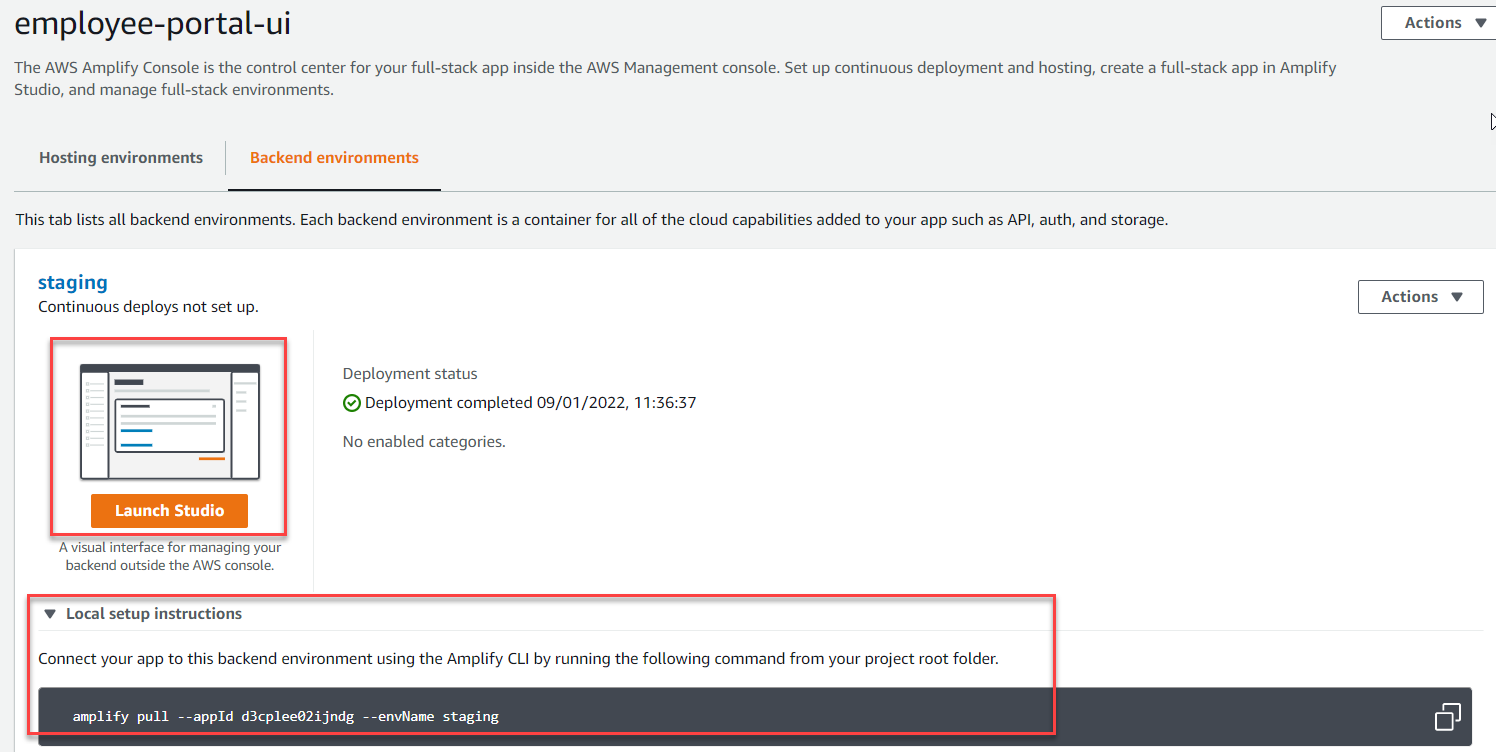 employee-portal-ui
Actions
The AWS Amplify Console is the control center for your full-stack app inside the AWS Management console. Set up continuous deployment and hosting, create a full-stack app in Amplify
Studio, and manage full-stack environments.
Hosting environments
Backend environments
This tab lists all backend environments. Each backend environment is a container for all of the cloud capabilities added to your app such as API, auth, and storage.
staging
Continuous deploys not set up.
Actions
Launch Studio
A visual interface for managing your
backend outside the AWS console.
Deployment status
Deployment completed 09/01/2022, 11:36:37
No enabled categories.
Local setup instructions
Connect your app to this backend environment using the Amplify CLI by running the following command from your project root folder.
amplify pull --appId d3cplee02ijndg --envName staging